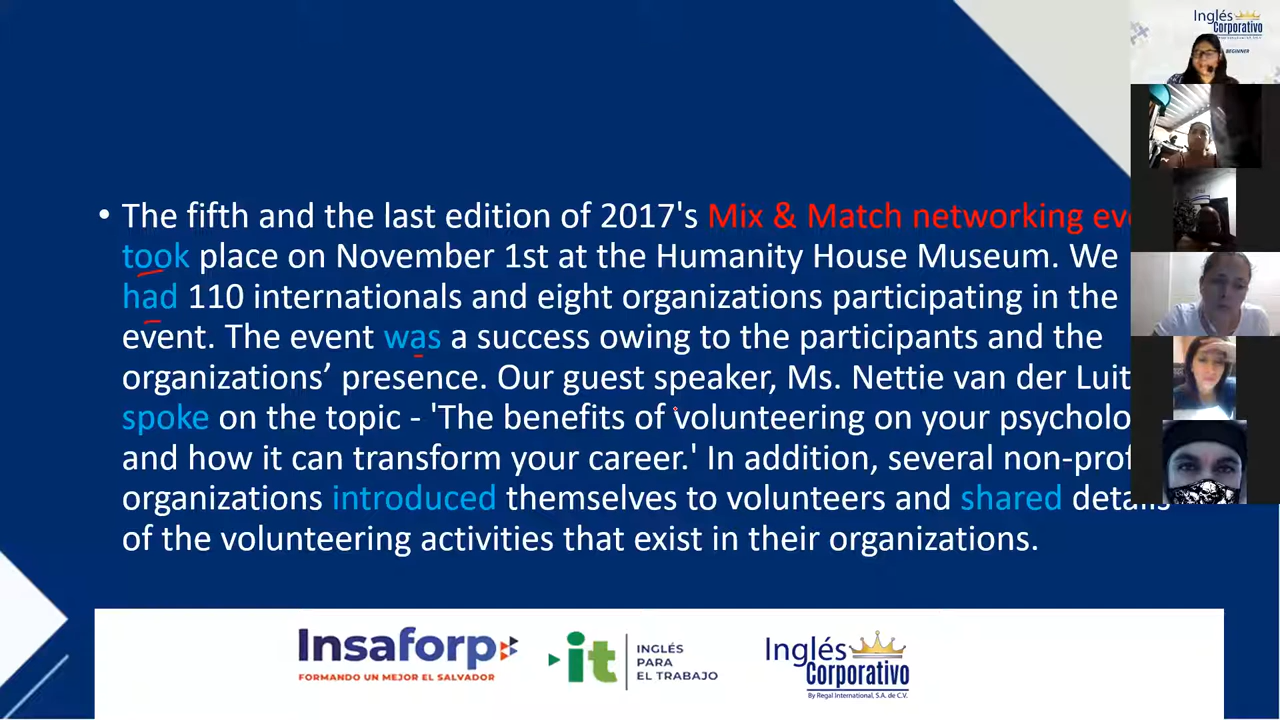 Inglés
Corporativo
BEGINNER
• The fifth and the last edition of 2017's Mix & Match networking
took place on November 1st at the Humanity House Museum. We
had 110 internationals and eight organizations participating in the
event. The event was a success owing to the participants and the
organizations’ presence. Our guest speaker, Ms. Nettie van der Luit
spoke on the topic - 'The benefits of volunteering on your
and how it can transform your career.' In addition, several
organizations introduced themselves to volunteers and shared
of the volunteering activities that exist in their organizations.
Insaforp
FORMANDO UN MEJOR EL SALVADOR
it
INGLÉS
PARA
EL TRABAJO
Inglés
Corporativo
By Regal International, S.A. de C.V.